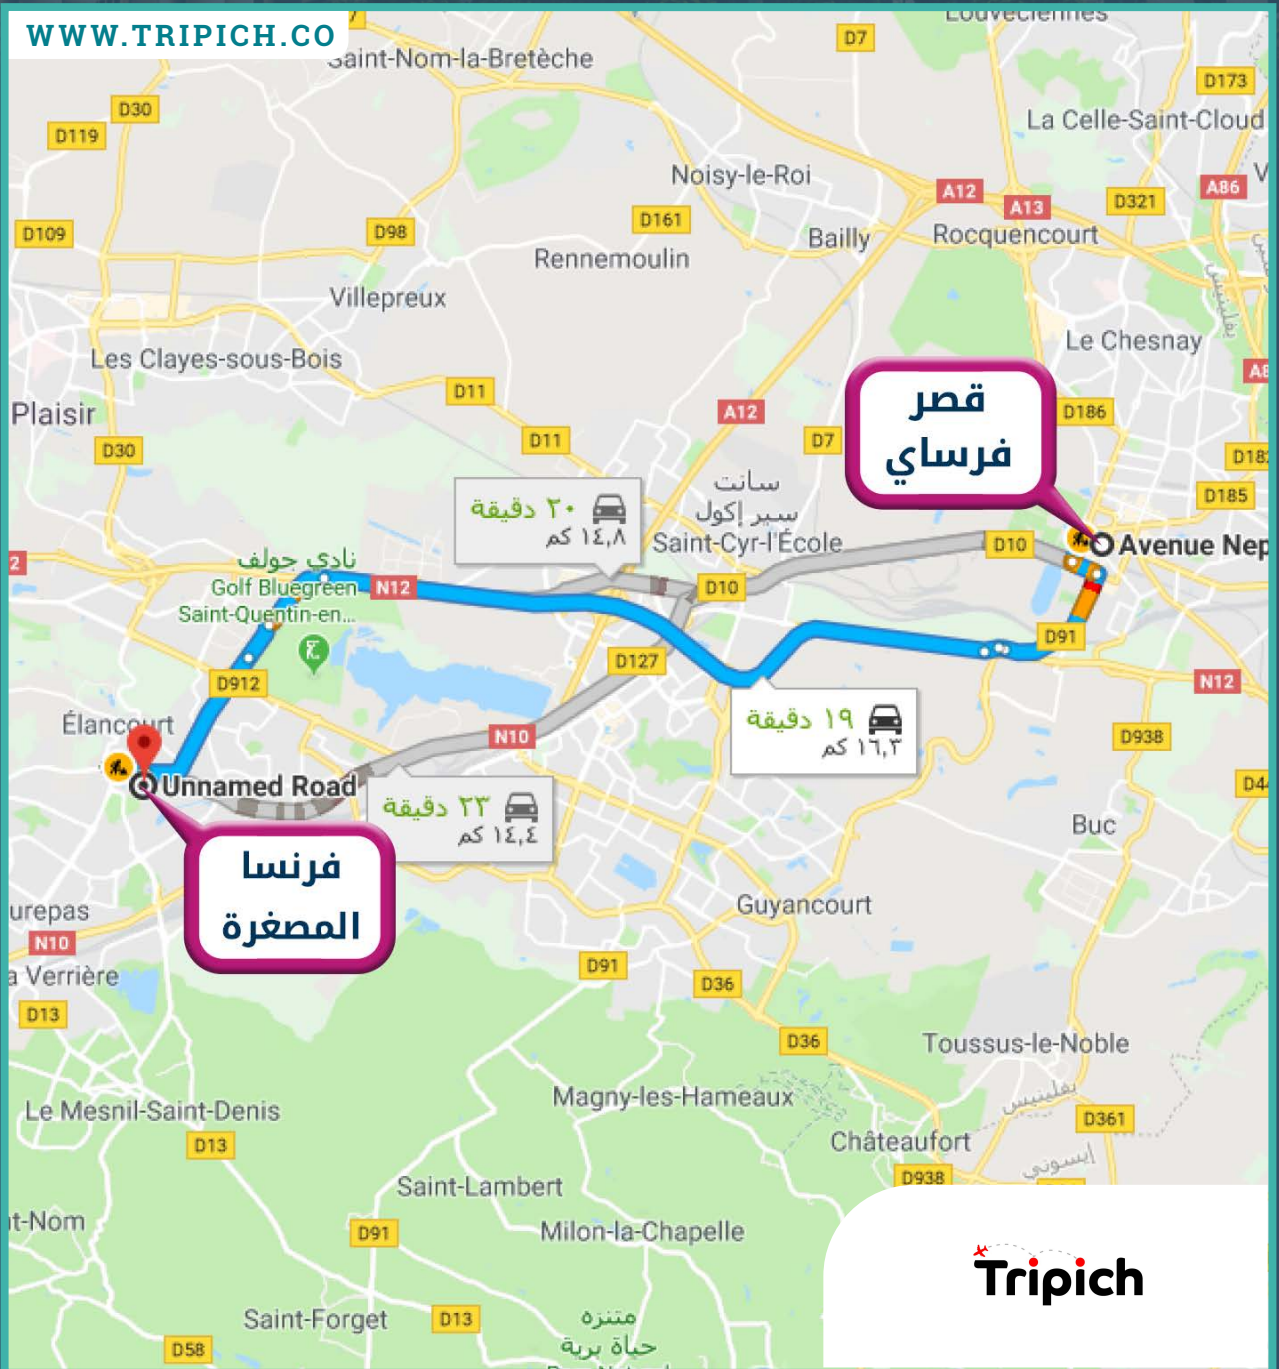 WWW.TRIPICH.CO
Louveciennes
D7
Saint-Nom-la-Bretèche
D173
D30
La Celle-Saint-Cloud
D119
Noisy-le-Roi
A12
A86
A13
D321
D161
D109
D98
Bailly
Rocquencourt
Rennemoulin
يفلينيس
Villepreux
Le Chesnay
Les Clayes-sous-Bois
D11
قصر
فرساي
Plaisir
A12
D186
D11
D7
D30
سانت
سير إكول
Saint-Cyr-l'École
D185
٢٠ دقيقة
١٤,٨ كم
D10
Avenue Nep
نادي جولف
Golf Bluegreen
Saint-Quentin-en...
N12
D10
D91
D127
D912
N12
Élancourt
١٩ دقيقة
١٦,٣ كم
N10
D938
Unnamed Road
٢٣ دقيقة
١٤,٤ كم
Buc
فرنسا
المصغرة
urepas
Guyancourt
N10
a Verrière
D91
D36
D13
D36
Toussus-le-Noble
Magny-les-Hameaux
يفلينيس
Le Mesnil-Saint-Denis
D361
D13
Châteaufort
إيسوني
D938
Saint-Lambert
t-Nom
D91
Milon-la-Chapelle
Tripich
Saint-Forget
D13
متنزه
حياة برية
D58